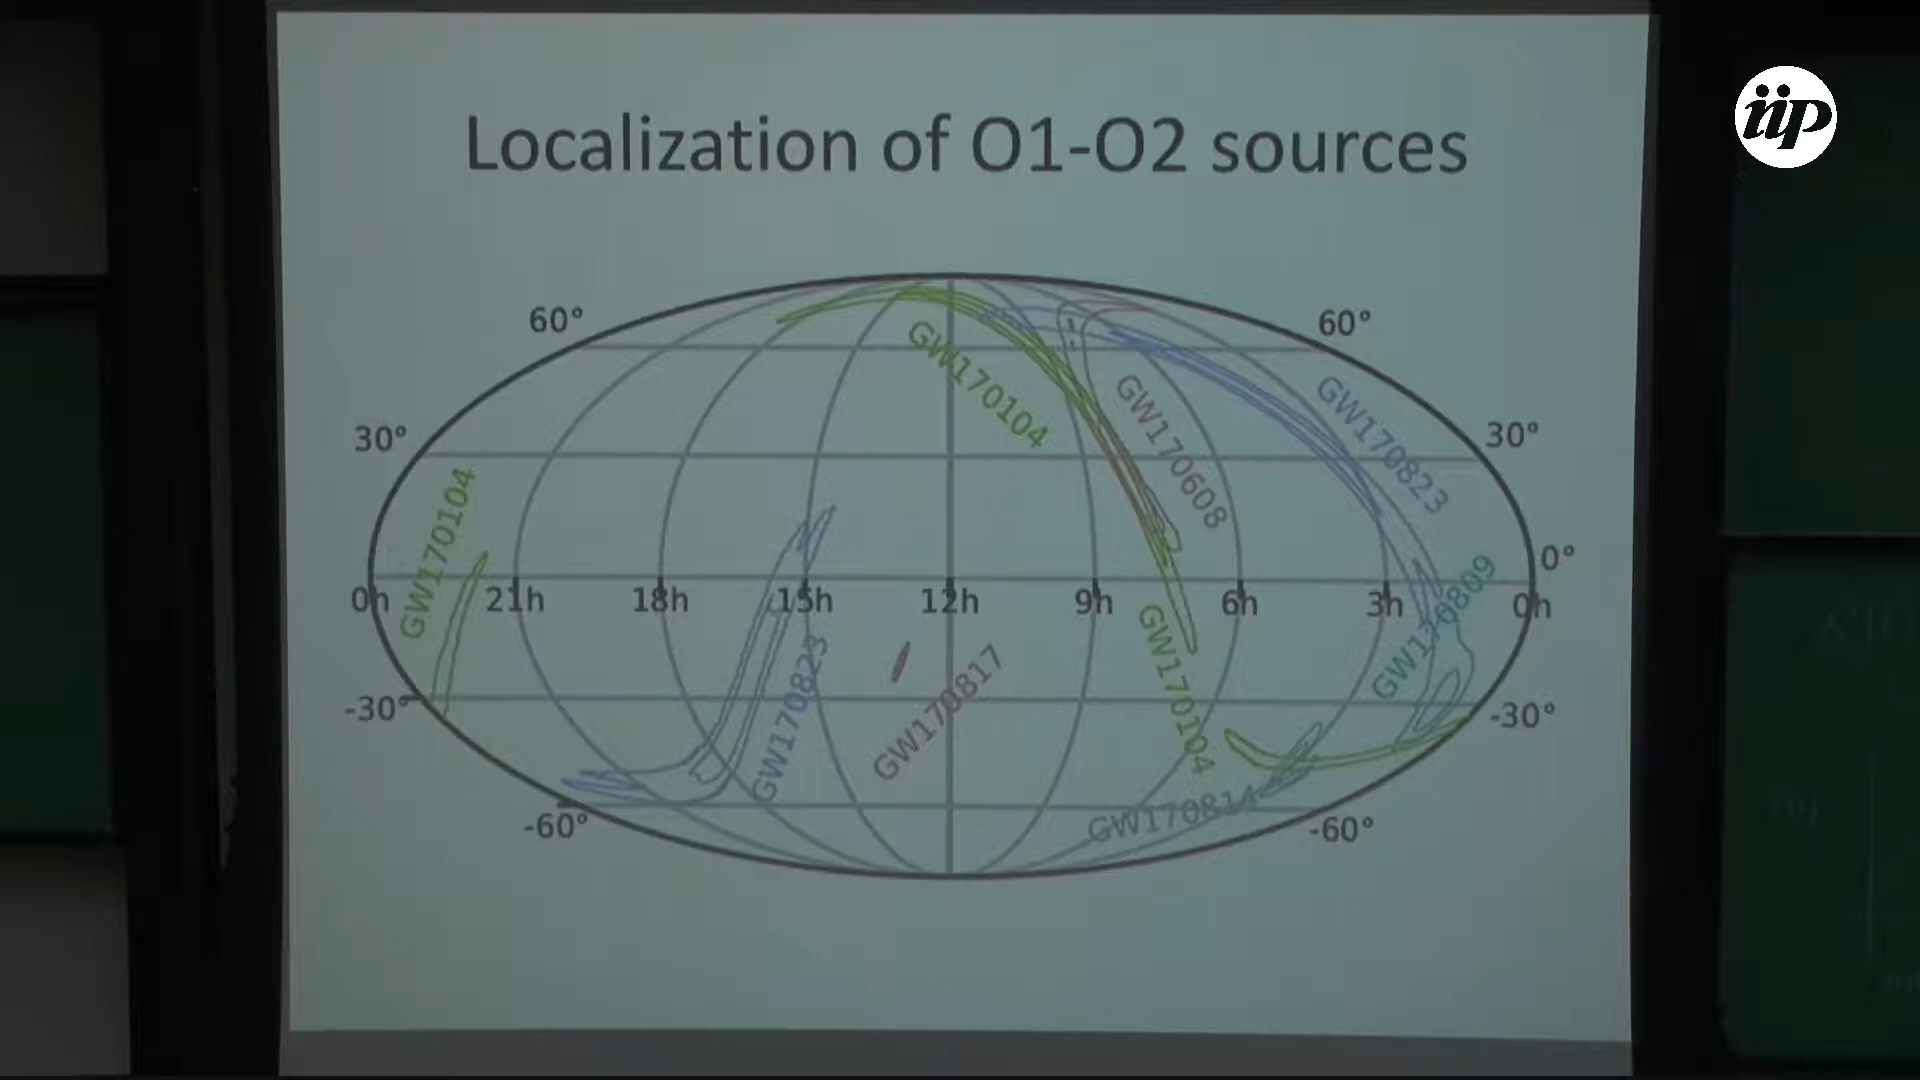 iip
Localization of O1-O2 sources
60°
60°
GW170104
GW170608
GW170823
30°
30°
GW170104
0°
GW170809
0h
21h
18h
15h
12h
9h
6h
3h
0h
GW170823
GW170817
GW170104
-30°
-30°
GW170814
-60°
-60°